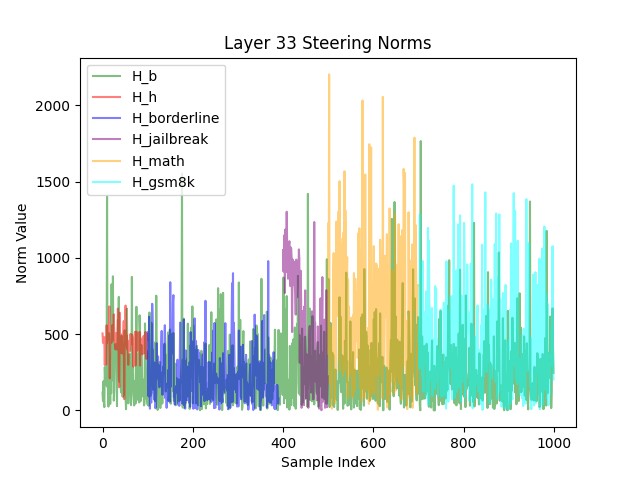 Layer 33 Steering Norms
H_b
H_h
H_borderline
H_jailbreak
H_math
H_gsm8k
Norm Value
2000
1500
1000
500
0
0
200
400
600
800
1000
Sample Index